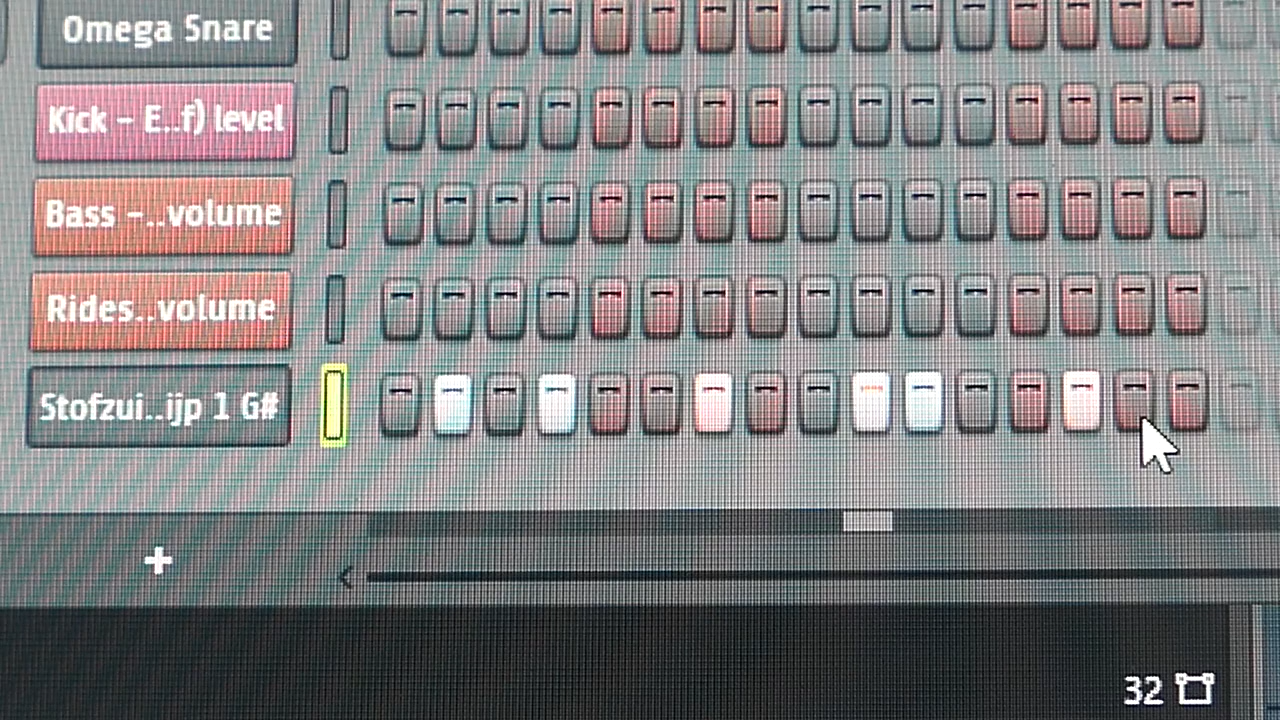 Omega Snare
Kick – E..f) level
Bass –..volume
Rides..volume
Stofzui..ijp 1 G#
+
32